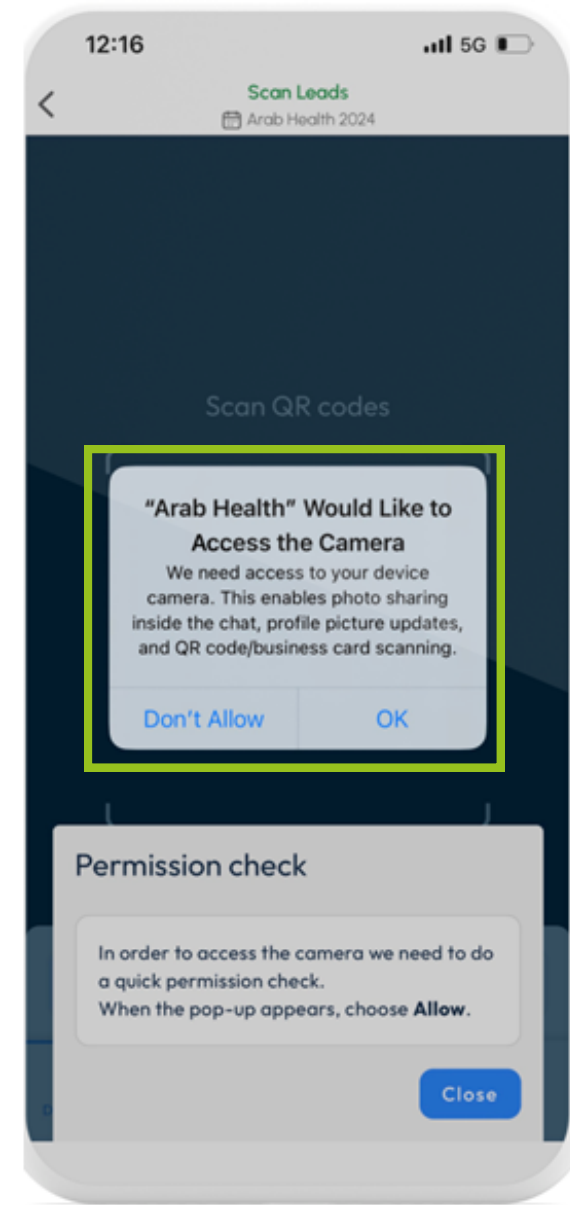 12:16
5G
Scan Leads
Arab Health 2024
Scan QR codes
“Arab Health” Would Like to
Access the Camera
We need access to your device
camera. This enables photo sharing
inside the chat, profile picture updates,
and QR code/business card scanning.
Don’t Allow
OK
Permission check
In order to access the camera we need to do
a quick permission check.
When the pop-up appears, choose Allow.
Close